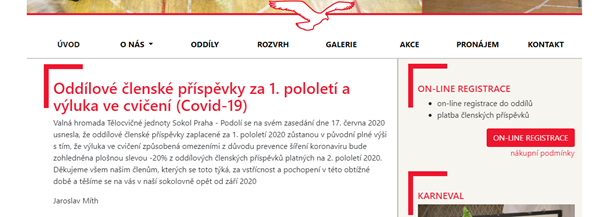 ÚVOD O NÁS ODDÍLY ROZVRH GALERIE AKCE PRONÁJEM KONTAKT
Oddílové členské příspěvky za 1. pololetí a
výluka ve cvičení (Covid-19)
Valná hromada Tělocvičné jednoty Sokol Praha - Podolí se na svém zasedání dne 17. června 2020
usnesla, že oddílové členské příspěvky zaplacené za 1. pololetí 2020 zůstanou v původní plné výši
s tím, že výluka ve cvičení způsobená omezeními z důvodu prevence šíření koronaviru bude
zohledněna plošnou slevou -20% z oddílových členských příspěvků platných na 2. pololetí 2020.
Děkujeme všem našim členům, kterých se toto týká, za vstřícnost a pochopení v této obtížné
době a těšíme se na vás v naší sokolovně opět od září 2020
Jaroslav Míth
ON-LINE REGISTRACE
on-line registrace do oddílů
platba členských příspěvků
ON-LINE REGISTRACE
nákupní podmínky
KARNEVAL